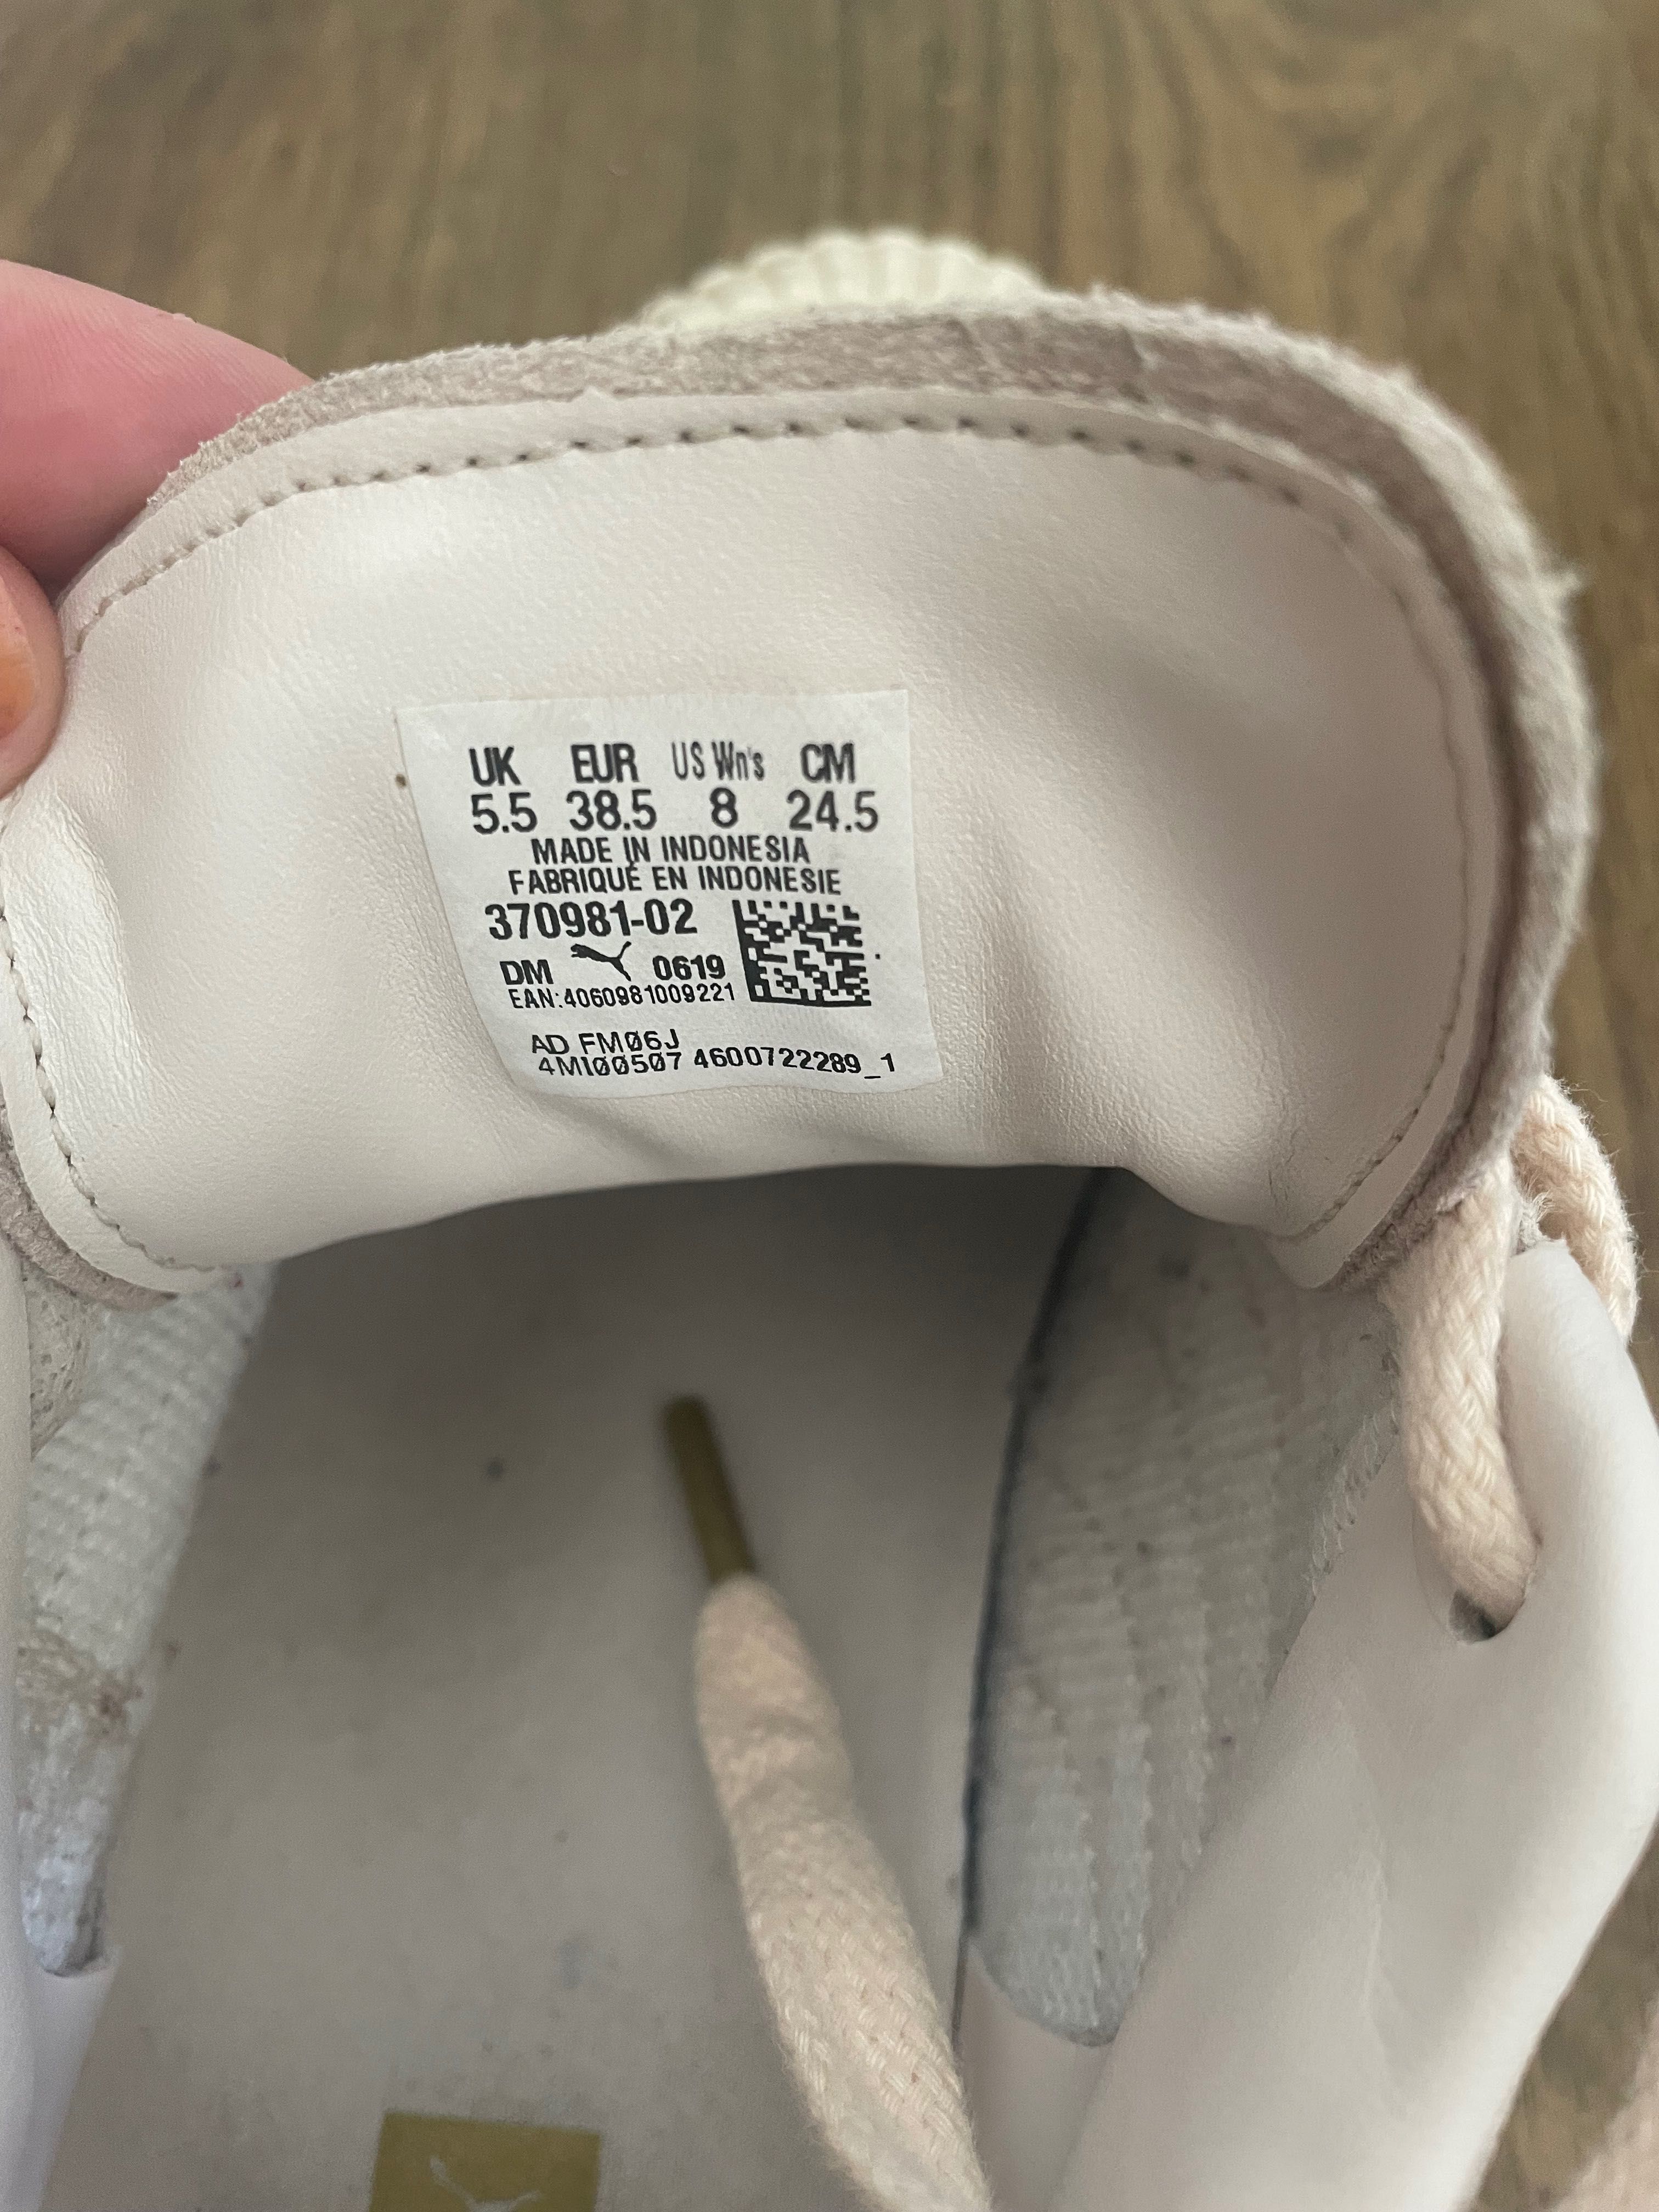 UK EUR US Wn's CM
5.5 38.5 8 24.5
MADE IN INDONESIA
FABRIQUÉ EN INDONESIE
370981-02
DM 0619
EAN:4060981009221
AD FM06J
4MI00507 4600722289_1